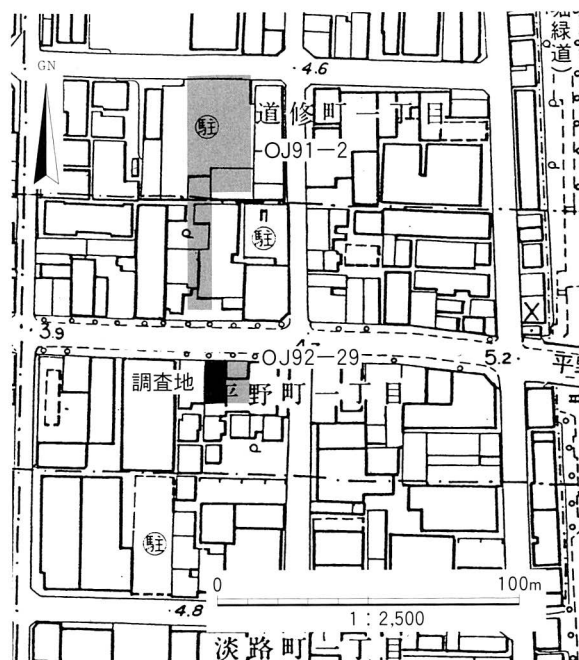 堀緑道)
GN
4.6
道修町一丁目
駐
OJ91-2
駐
3.9
OJ92-29
5.2
調査地
平野町一丁目
駐
0
100m
4.8
1:2,500
淡路町一丁目